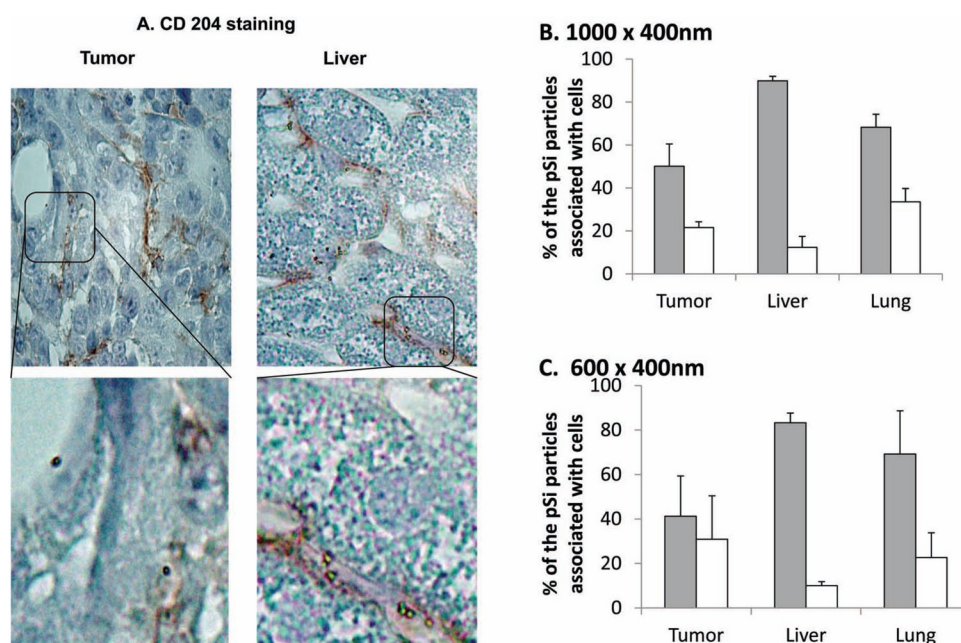 A. CD 204 staining
Tumor
Liver
B. 1000 x 400nm
% of the pSi particles
associated with cells
100
80
60
40
20
0
Tumor
Liver
Lung
C. 600 x 400nm
% of the pSi particles
associated with cells
100
80
60
40
20
0
Tumor
Liver
Lung